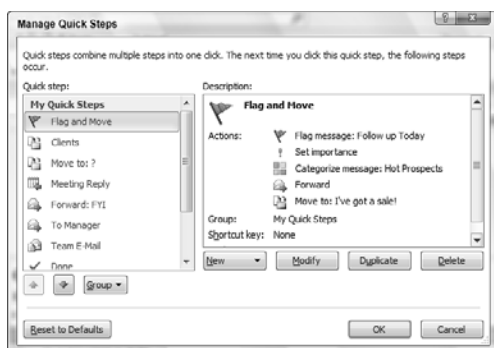 Manage Quick Steps
Quick steps combine multiple steps into one click. The next time you click this quick step, the following steps
occur.
Quick step:
My Quick Steps
Flag and Move
Clients
Move to: ?
Meeting Reply
Forward: FYI
To Manager
Team E-Mail
Done
Group
Description:
Flag and Move
Actions:
Flag message: Follow up Today
Set importance
Categorize message: Hot Prospects
Forward
Move to: I've got a sale!
Group: My Quick Steps
Shortcut key: None
New Modify Duplicate Delete
Reset to Defaults OK Cancel